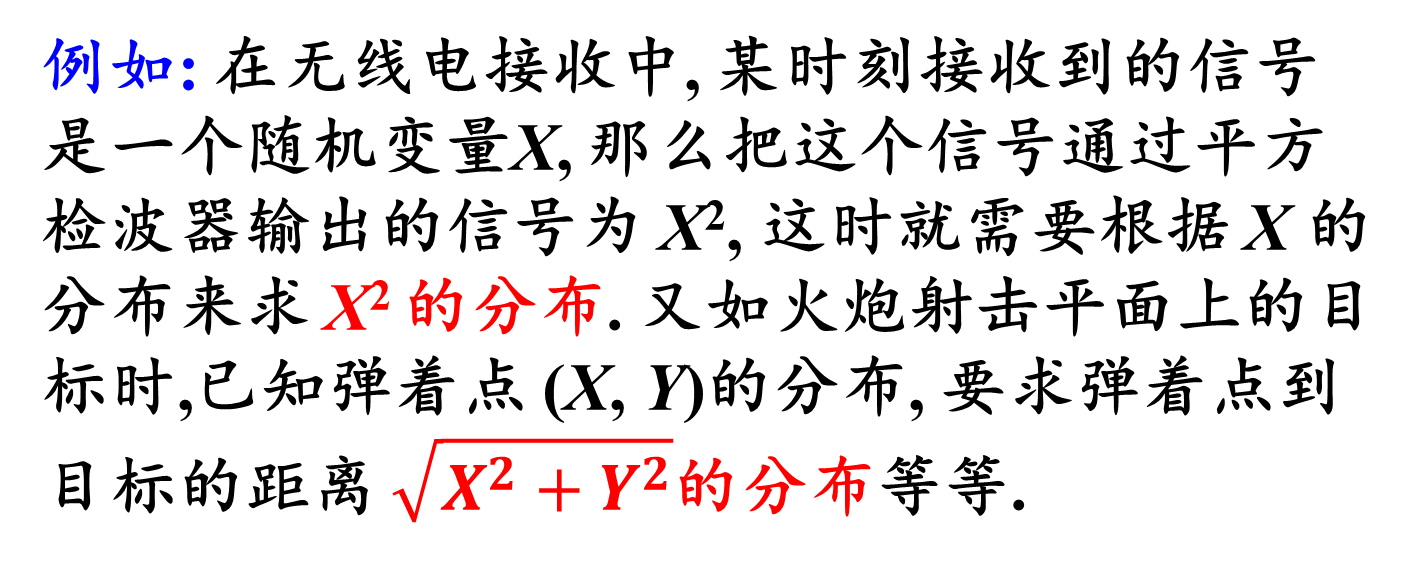 例如: 在无线电接收中, 某时刻接收到的信号
是一个随机变量X, 那么把这个信号通过平方
检波器输出的信号为 X², 这时就需要根据 X 的
分布来求 X² 的分布. 又如火炮射击平面上的目
标时,已知弹着点 (X, Y)的分布, 要求弹着点到
目标的距离 √(X² + Y²)的分布等等.